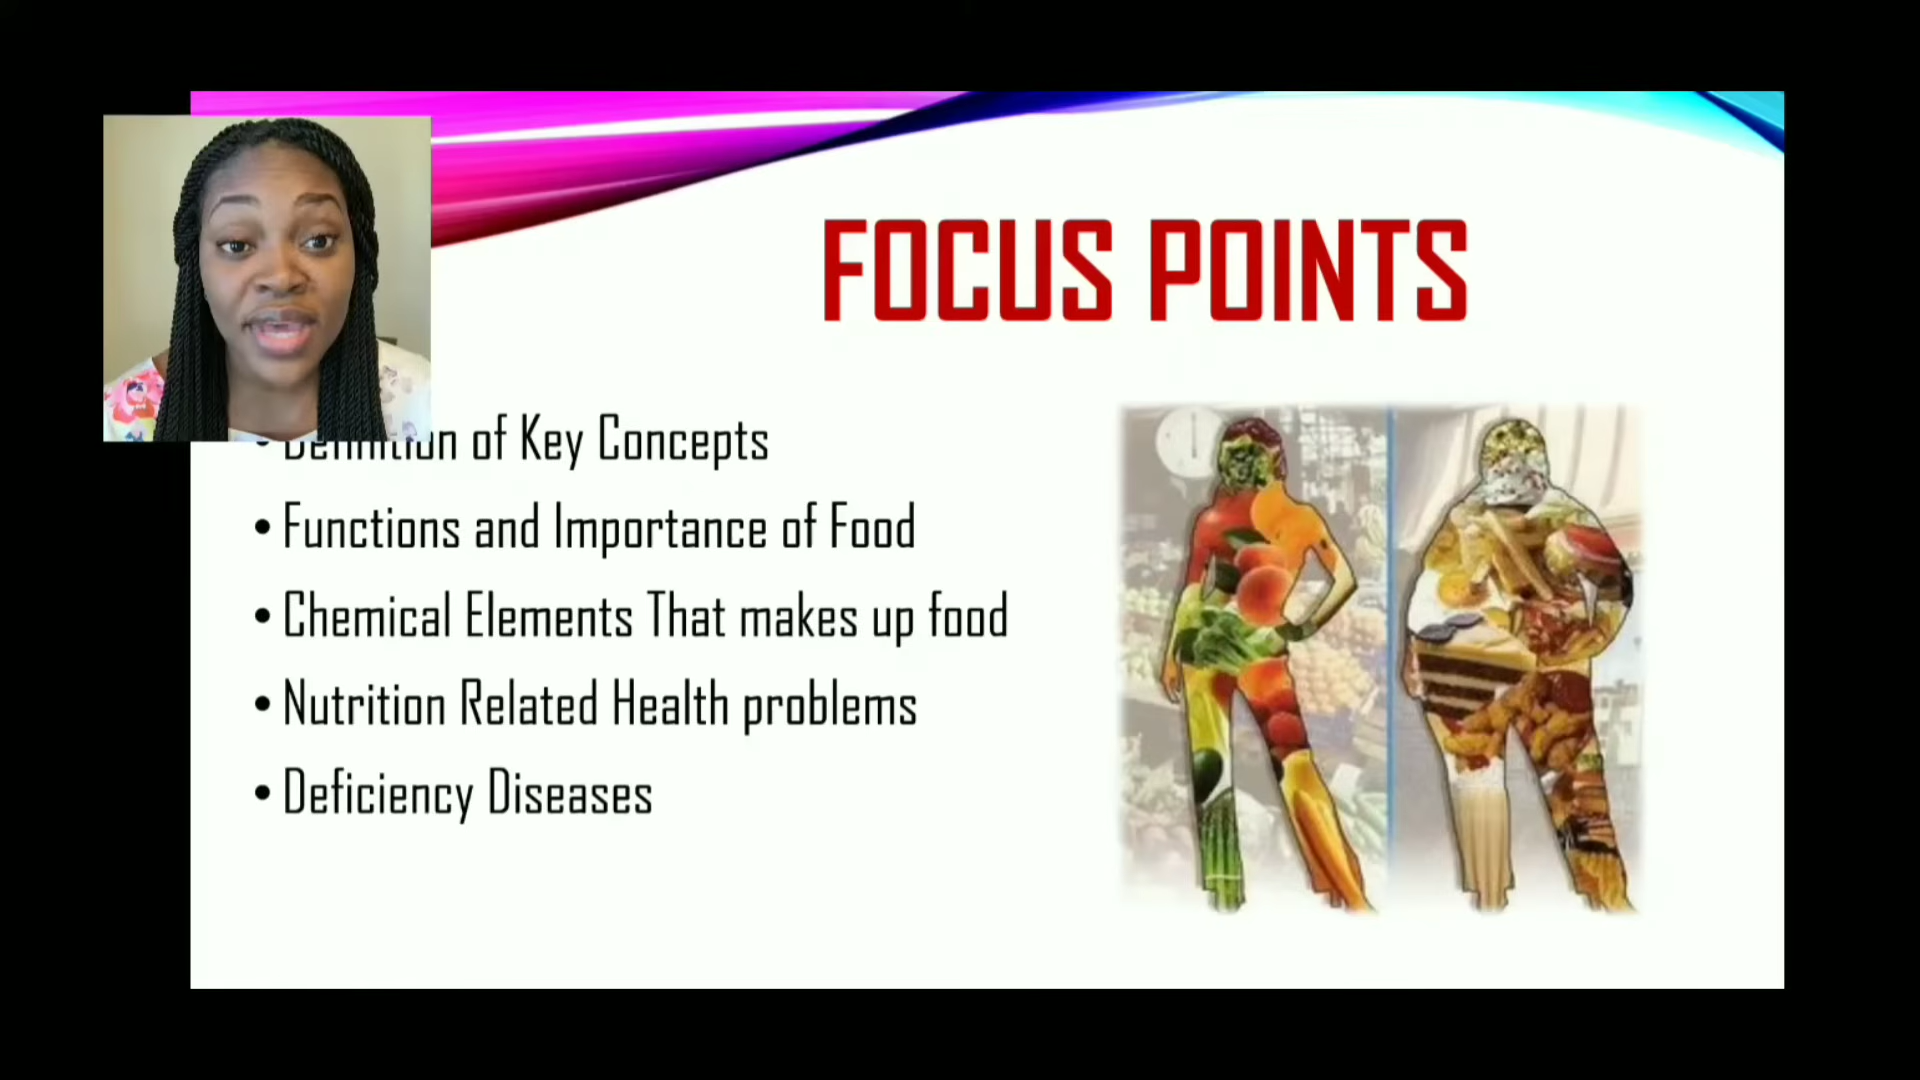 FOCUS POINTS
• Definition of Key Concepts
• Functions and Importance of Food
• Chemical Elements That makes up food
• Nutrition Related Health problems
• Deficiency Diseases